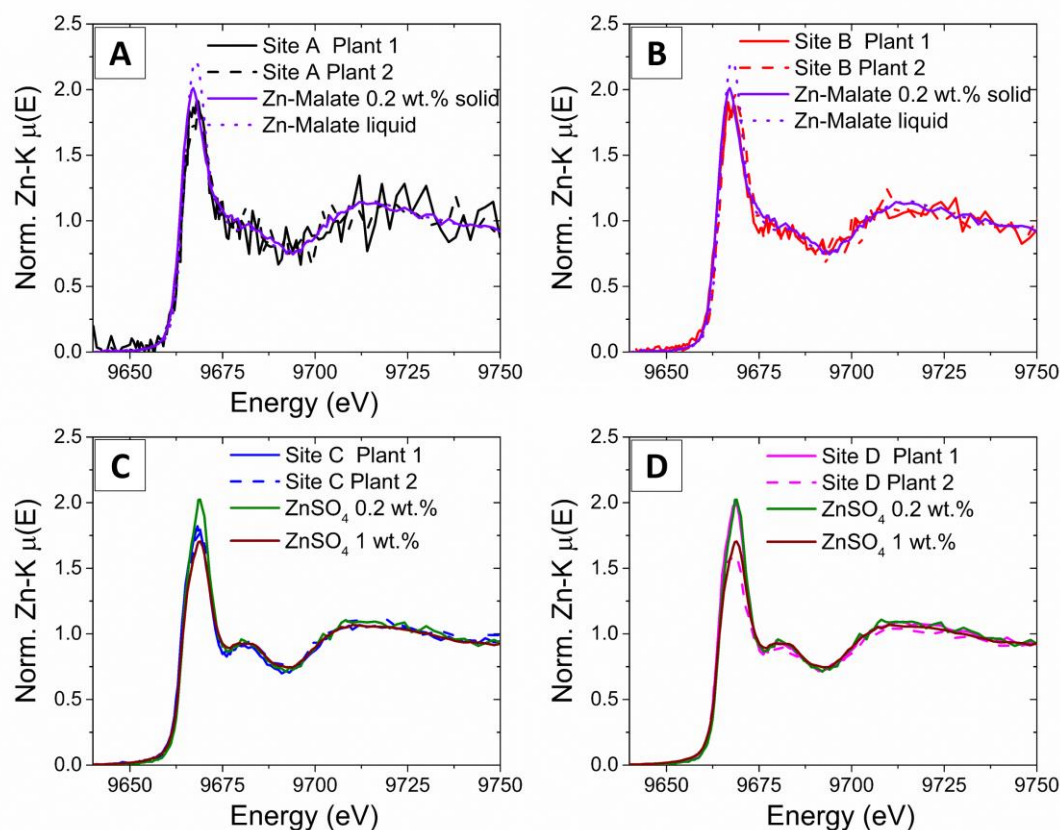 A
Site A  Plant 1
Site A Plant 2
Zn-Malate 0.2 wt.% solid
Zn-Malate liquid
Norm. Zn-K μ(E)
2.5
2.0
1.5
1.0
0.5
0.0
9650 9675 9700 9725 9750
Energy (eV)
B
Site B  Plant 1
Site B Plant 2
Zn-Malate 0.2 wt.% solid
Zn-Malate liquid
Norm. Zn-K μ(E)
2.5
2.0
1.5
1.0
0.5
0.0
9650 9675 9700 9725 9750
Energy (eV)
C
Site C  Plant 1
Site C Plant 2
ZnSO₄ 0.2 wt.%
ZnSO₄ 1 wt.%
Norm. Zn-K μ(E)
2.5
2.0
1.5
1.0
0.5
0.0
9650 9675 9700 9725 9750
Energy (eV)
D
Site D  Plant 1
Site D Plant 2
ZnSO₄ 0.2 wt.%
ZnSO₄ 1 wt.%
Norm. Zn-K μ(E)
2.5
2.0
1.5
1.0
0.5
0.0
9650 9675 9700 9725 9750
Energy (eV)